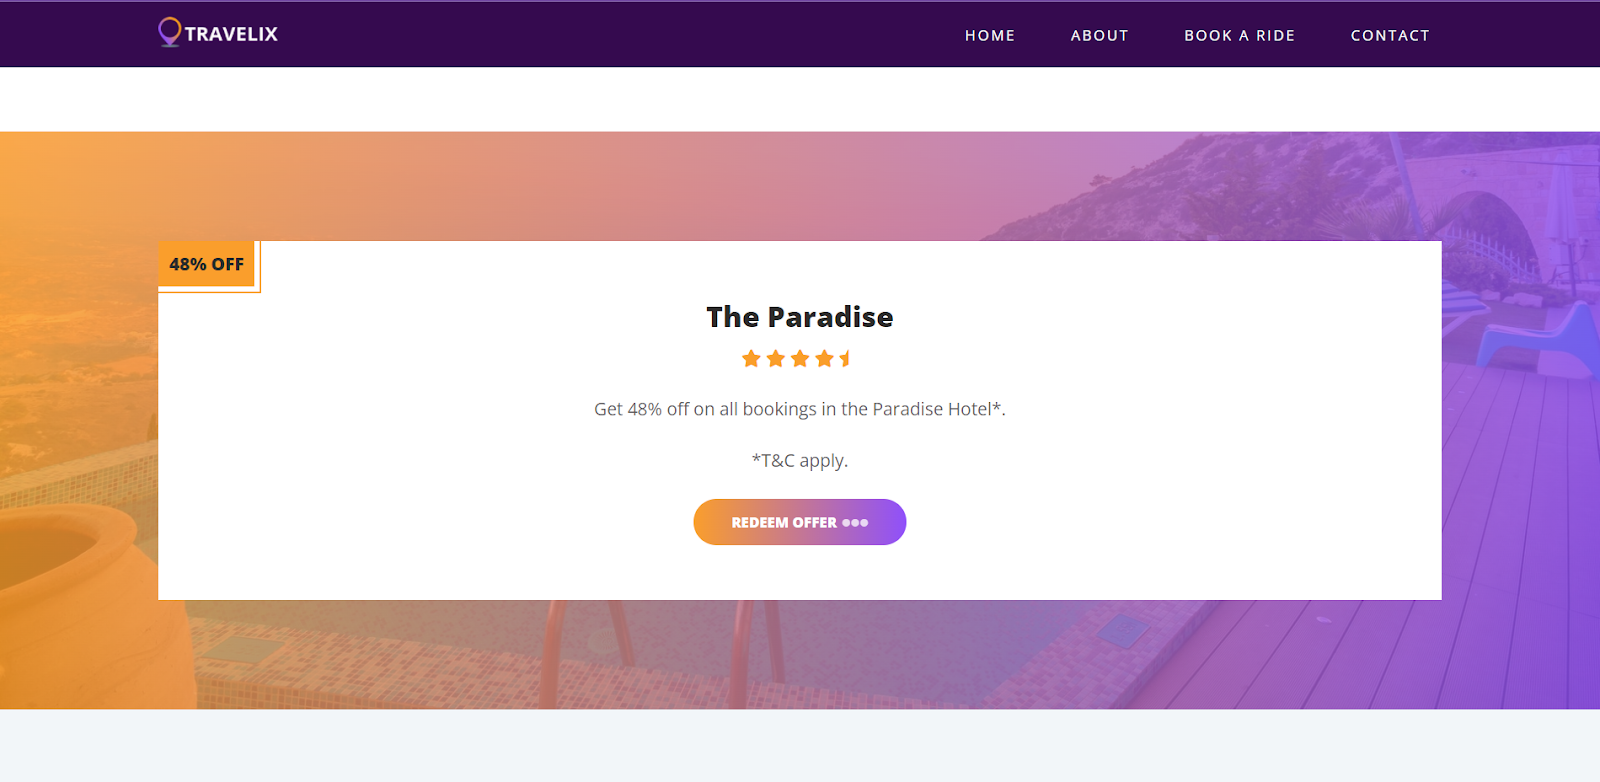 TRAVELIX
HOME ABOUT BOOK A RIDE CONTACT
48% OFF
The Paradise
Get 48% off on all bookings in the Paradise Hotel*.
*T&C apply.
REDEEM OFFER